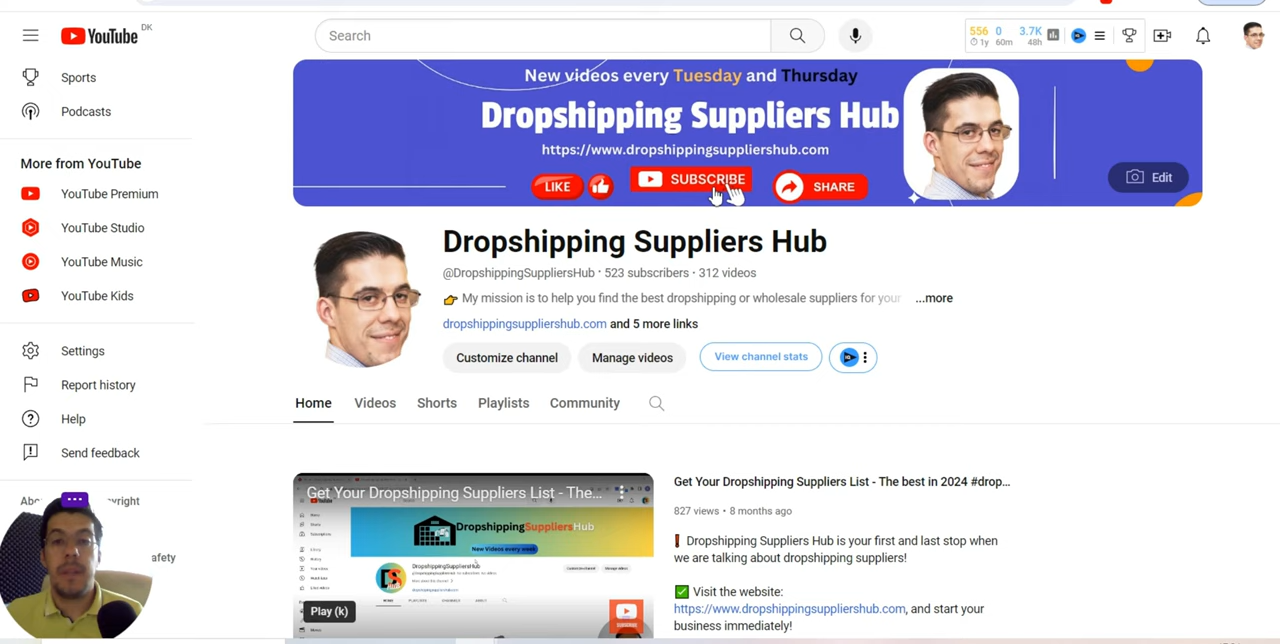 YouTube DK
Search
556 0 3.7K
1y 60m 48h
Sports
Podcasts
More from YouTube
YouTube Premium
YouTube Studio
YouTube Music
YouTube Kids
Settings
Report history
Help
Send feedback
New videos every Tuesday and Thursday
Dropshipping Suppliers Hub
https://www.dropshippingsuppliershub.com
LIKE SUBSCRIBE SHARE
Edit
Dropshipping Suppliers Hub
@DropshippingSuppliersHub · 523 subscribers · 312 videos
👉 My mission is to help you find the best dropshipping or wholesale suppliers for your ...more
dropshippingsuppliershub.com and 5 more links
Customize channel Manage videos View channel stats
Home Videos Shorts Playlists Community
Get Your Dropshipping Suppliers List - The...
DropshippingSuppliersHub
New Videos every week
DropshippingSuppliersHub
DS
Play (k)
Get Your Dropshipping Suppliers List - The best in 2024 #drop...
827 views · 8 months ago
❗ Dropshipping Suppliers Hub is your first and last stop when
we are talking about dropshipping suppliers!
✅ Visit the website:
https://www.dropshippingsuppliershub.com, and start your
business immediately!